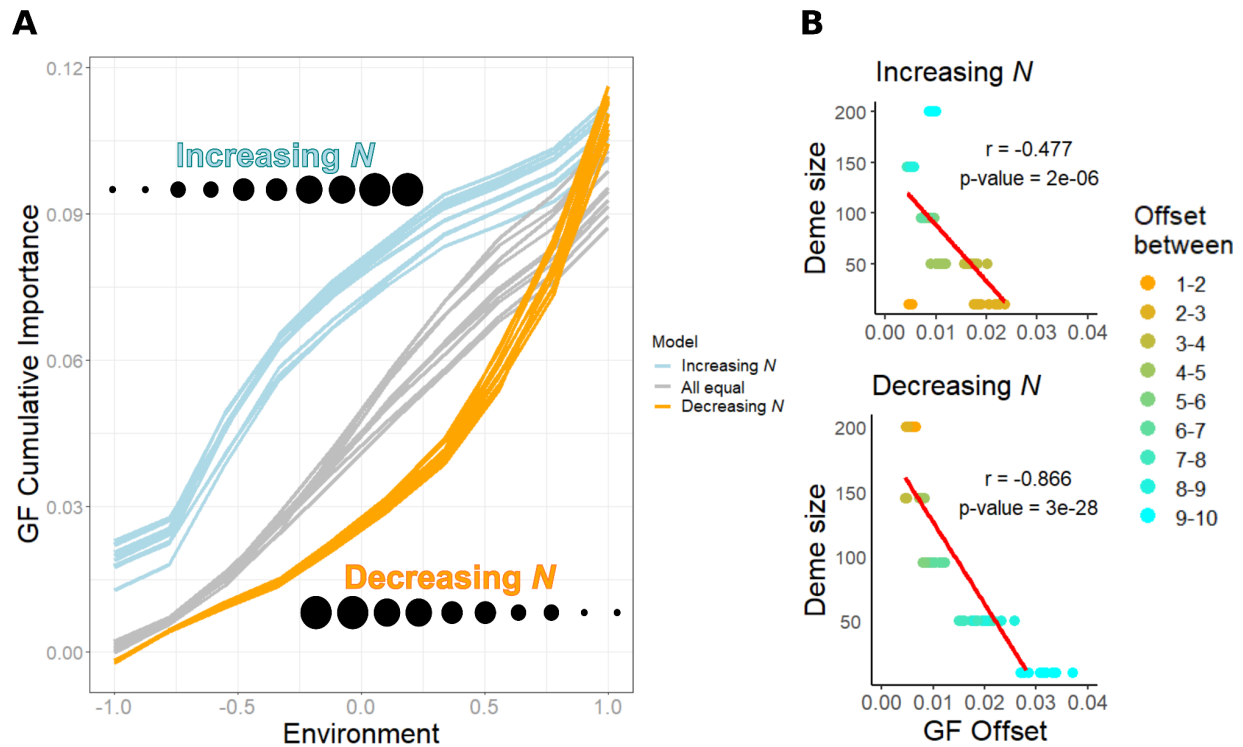 A
GF Cumulative Importance
0.12
0.09
0.06
0.03
0.00
Increasing N
Decreasing N
-1.0 -0.5 0.0 0.5 1.0
Environment
Model
Increasing N
All equal
Decreasing N
B
Increasing N
Deme size
200
150
100
50
r = -0.477
p-value = 2e-06
0.00 0.01 0.02 0.03 0.04
Decreasing N
Deme size
200
150
100
50
r = -0.866
p-value = 3e-28
0.00 0.01 0.02 0.03 0.04
GF Offset
Offset
between
1-2
2-3
3-4
4-5
5-6
6-7
7-8
8-9
9-10